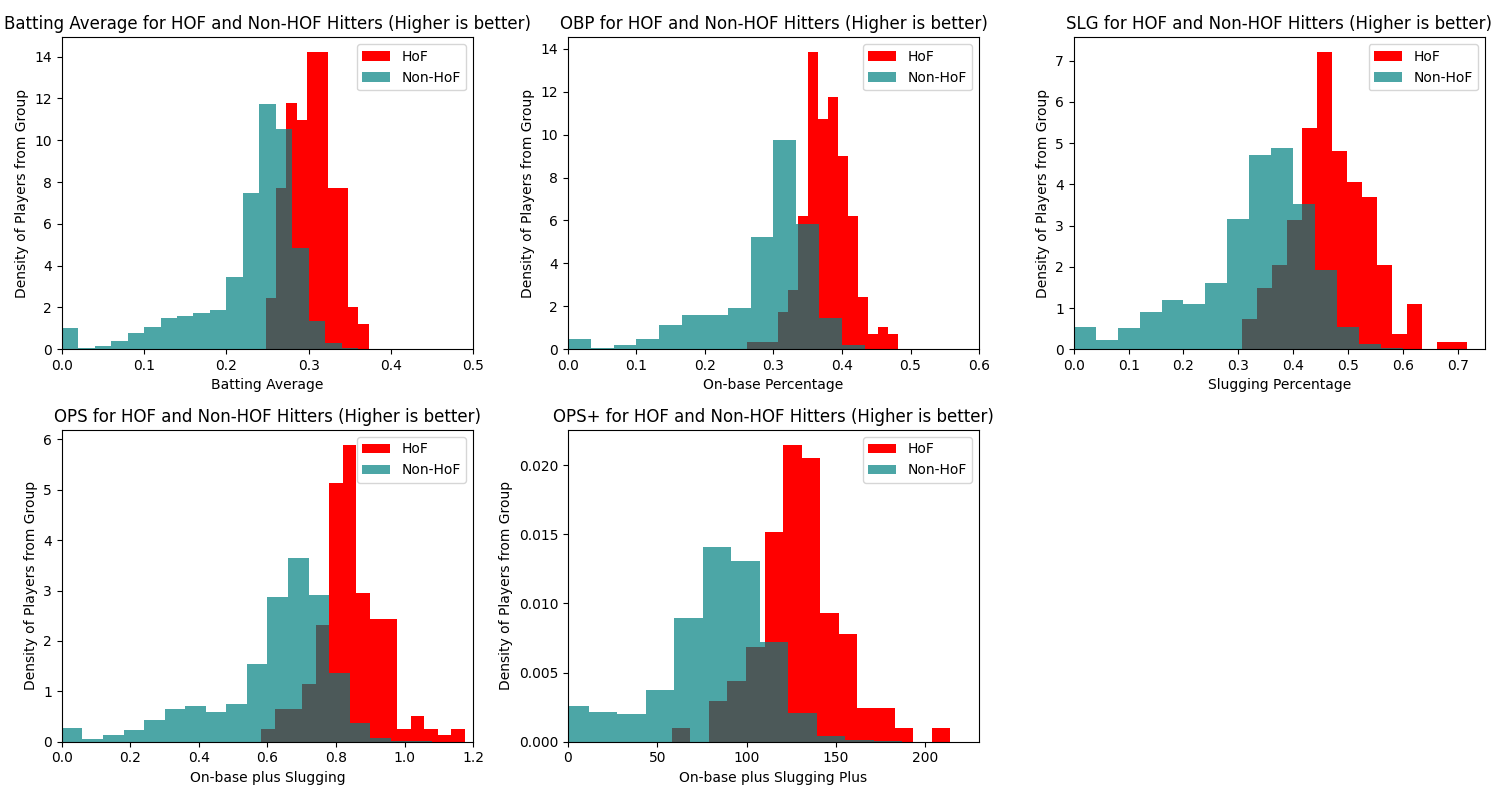 Batting Average for HOF and Non-HOF Hitters (Higher is better)
Density of Players from Group
14
12
10
8
6
4
2
0
HoF
Non-HoF
0.0 0.1 0.2 0.3 0.4 0.5
Batting Average
OBP for HOF and Non-HOF Hitters (Higher is better)
Density of Players from Group
14
12
10
8
6
4
2
0
HoF
Non-HoF
0.0 0.1 0.2 0.3 0.4 0.5 0.6
On-base Percentage
SLG for HOF and Non-HOF Hitters (Higher is better)
Density of Players from Group
7
6
5
4
3
2
1
0
HoF
Non-HoF
0.0 0.1 0.2 0.3 0.4 0.5 0.6 0.7
Slugging Percentage
OPS for HOF and Non-HOF Hitters (Higher is better)
Density of Players from Group
6
5
4
3
2
1
0
HoF
Non-HoF
0.0 0.2 0.4 0.6 0.8 1.0 1.2
On-base plus Slugging
OPS+ for HOF and Non-HOF Hitters (Higher is better)
Density of Players from Group
0.020
0.015
0.010
0.005
0.000
HoF
Non-HoF
0 50 100 150 200
On-base plus Slugging Plus